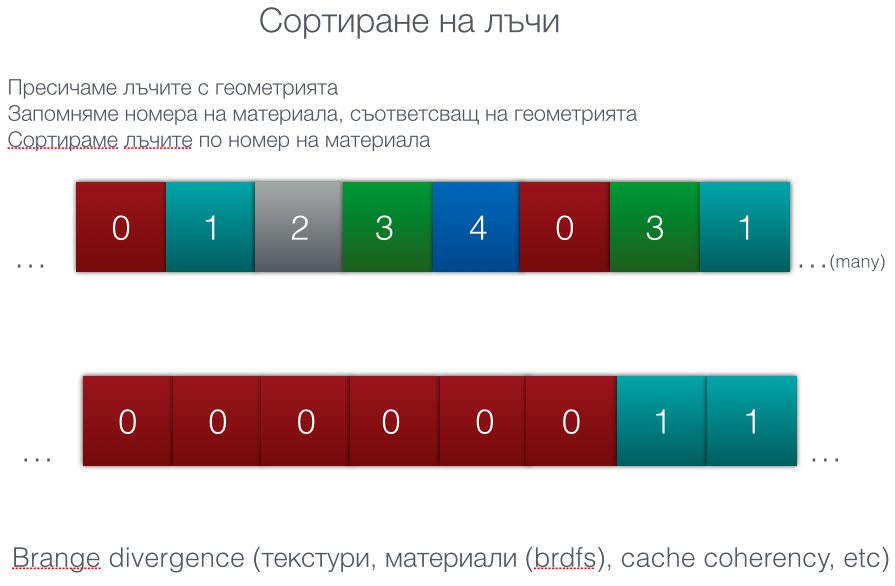 Сортиране на лъчи
Пресичаме лъчите с геометрията
Запомняме номера на материала, съответсващ на геометрията
Сортираме лъчите по номер на материала
... 0 1 2 3 4 0 3 1 ...(many)
... 0 0 0 0 0 0 1 1 ...
Brange divergence (текстури, материали (brdfs), cache coherency, etc)